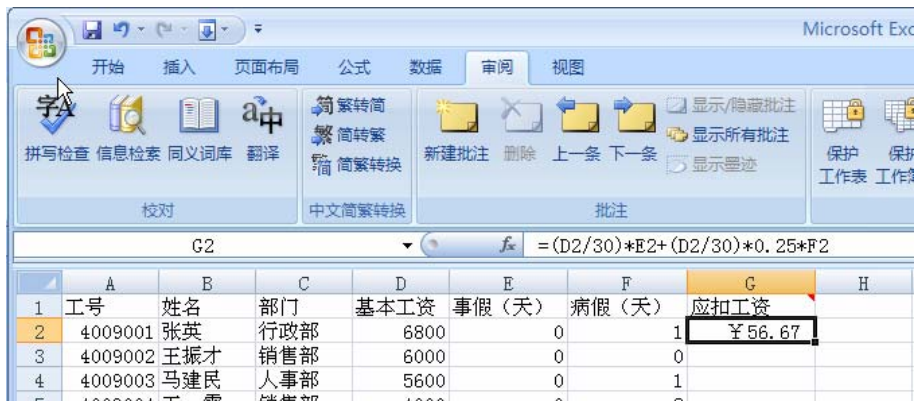 Microsoft Exc
开始 插入 页面布局 公式 数据 审阅 视图
拼写检查 信息检索 同义词库 翻译
校对
繁转简
简转繁
简繁转换
中文简繁转换
新建批注 删除 上一条 下一条
显示/隐藏批注
显示所有批注
显示墨迹
批注
保护工作表
G2 fx =(D2/30)*E2+(D2/30)*0.25*F2
A B C D E F G H
1 工号 姓名 部门 基本工资 事假（天） 病假（天） 应扣工资
2 4009001 张英 行政部 6800 0 1 ￥56.67
3 4009002 王振才 销售部 6000 0 0
4 4009003 马建民 人事部 5600 0 1